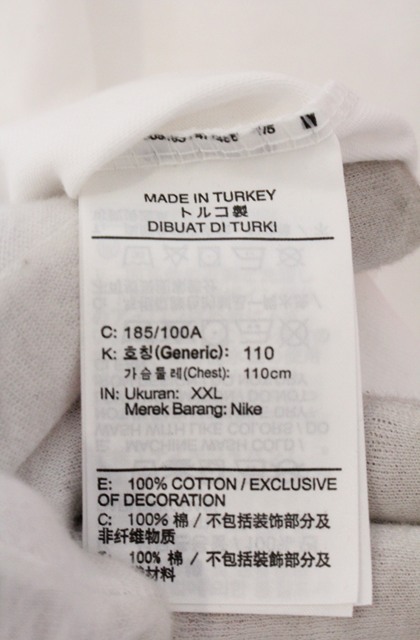 MADE IN TURKEY
トルコ製
DIBUAT DI TURKI
C: 185/100A
K: 호칭(Generic): 110
가슴둘레(Chest): 110cm
IN: Ukuran: XXL
Merek Barang: Nike
E: 100% COTTON / EXCLUSIVE
OF DECORATION
C: 100% 棉 / 不包括装饰部分及
非纤维物质
100% 棉 / 不包括裝飾部分及
材料